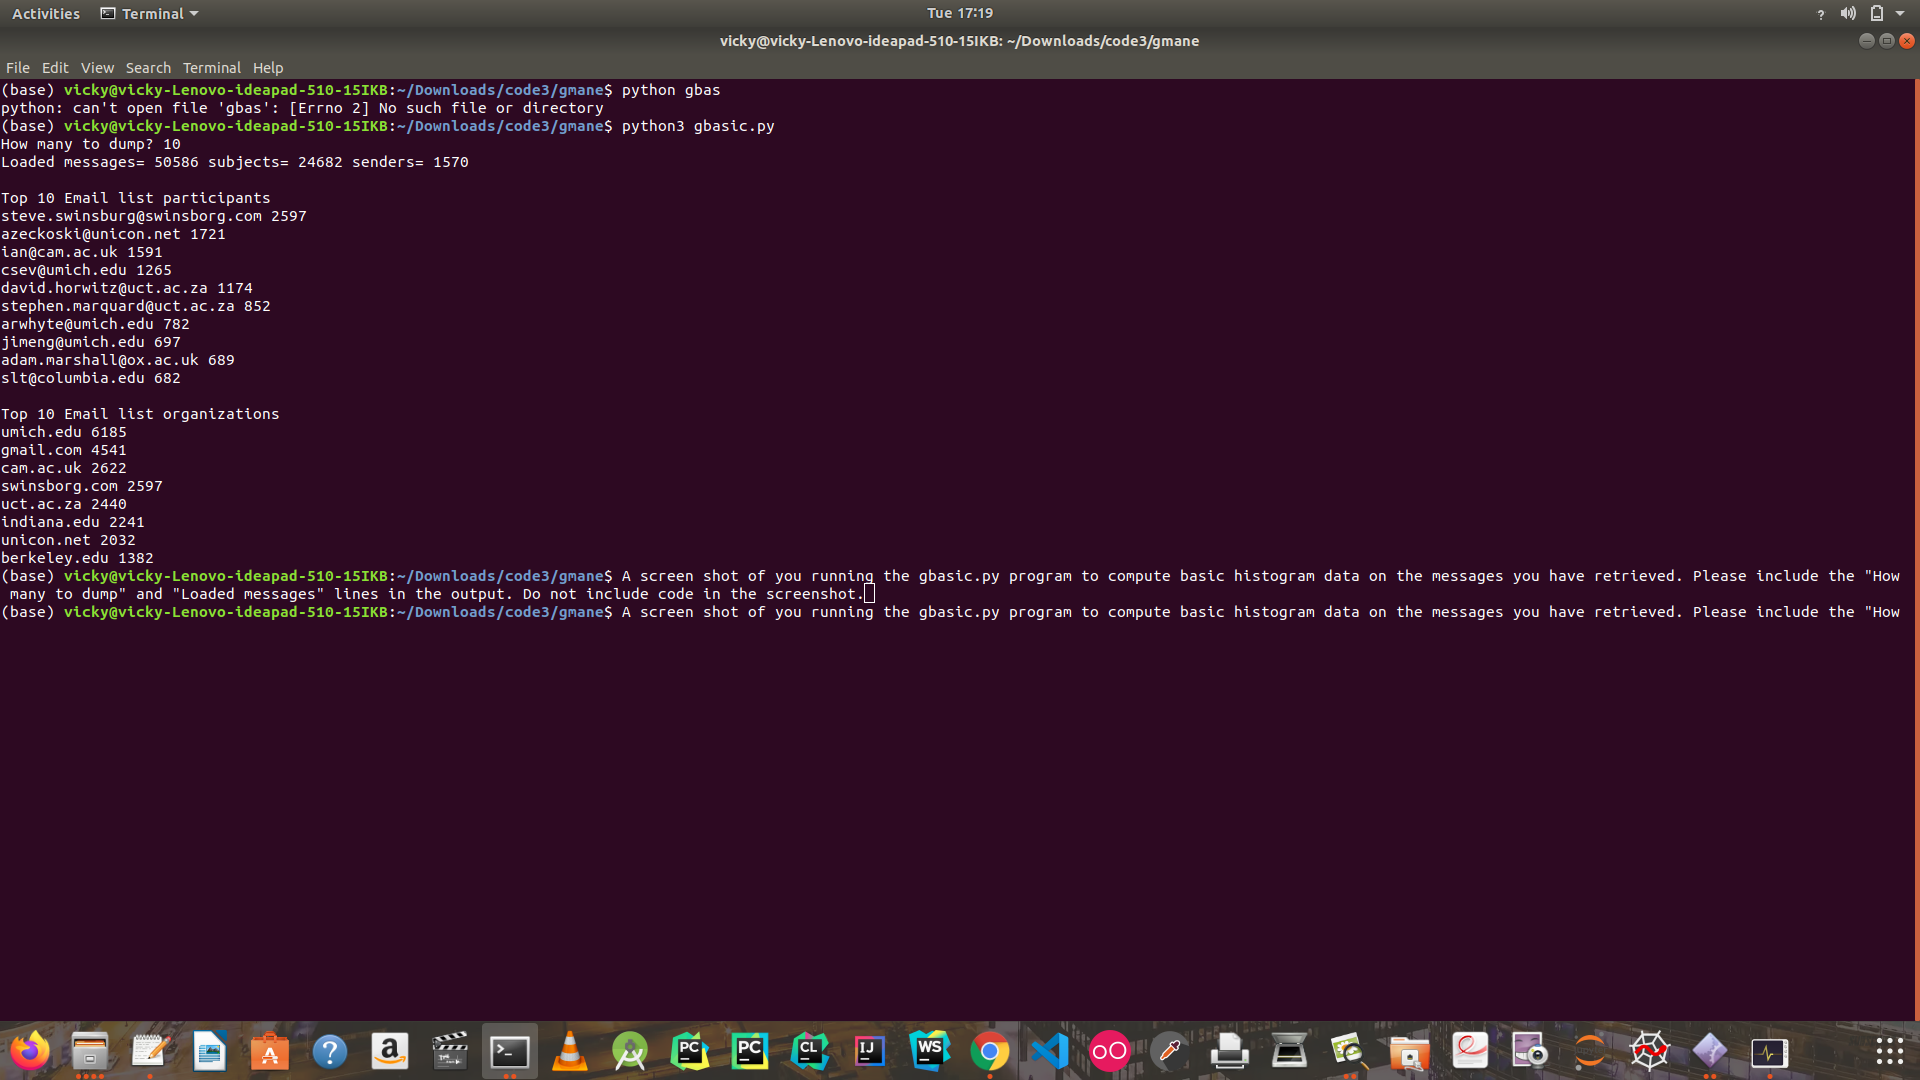 Activities Terminal Tue 17:19 ?
vicky@vicky-Lenovo-ideapad-510-15IKB: ~/Downloads/code3/gmane
File Edit View Search Terminal Help
(base) vicky@vicky-Lenovo-ideapad-510-15IKB:~/Downloads/code3/gmane$ python gbas
python: can't open file 'gbas': [Errno 2] No such file or directory
(base) vicky@vicky-Lenovo-ideapad-510-15IKB:~/Downloads/code3/gmane$ python3 gbasic.py
How many to dump? 10
Loaded messages= 50586 subjects= 24682 senders= 1570
Top 10 Email list participants
steve.swinsburg@swinsborg.com 2597
azeckoski@unicon.net 1721
ian@cam.ac.uk 1591
csev@umich.edu 1265
david.horwitz@uct.ac.za 1174
stephen.marquard@uct.ac.za 852
arwhyte@umich.edu 782
jimeng@umich.edu 697
adam.marshall@ox.ac.uk 689
slt@columbia.edu 682
Top 10 Email list organizations
umich.edu 6185
gmail.com 4541
cam.ac.uk 2622
swinsborg.com 2597
uct.ac.za 2440
indiana.edu 2241
unicon.net 2032
berkeley.edu 1382
(base) vicky@vicky-Lenovo-ideapad-510-15IKB:~/Downloads/code3/gmane$ A screen shot of you running the gbasic.py program to compute basic histogram data on the messages you have retrieved. Please include the "How
many to dump" and "Loaded messages" lines in the output. Do not include code in the screenshot.
(base) vicky@vicky-Lenovo-ideapad-510-15IKB:~/Downloads/code3/gmane$ A screen shot of you running the gbasic.py program to compute basic histogram data on the messages you have retrieved. Please include the "How
A ? a >_ PC PC CL IJ WS